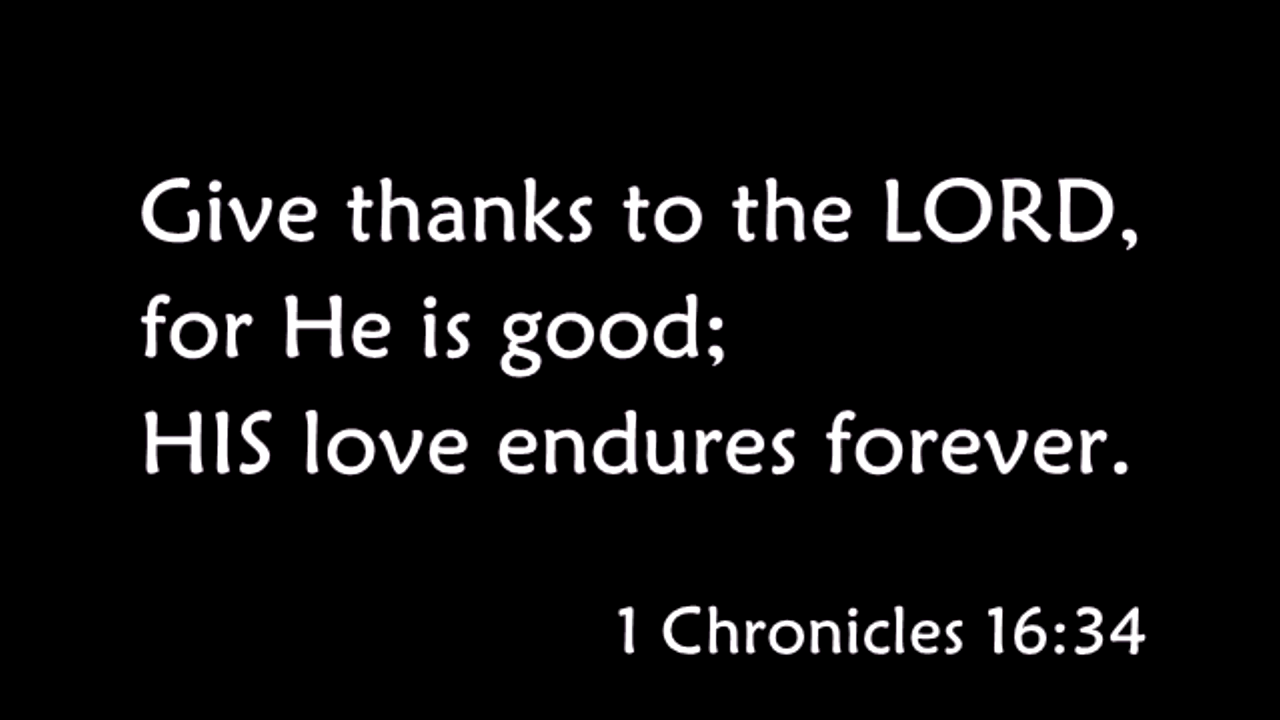 Give thanks to the LORD,
for He is good;
HIS love endures forever.
1 Chronicles 16:34